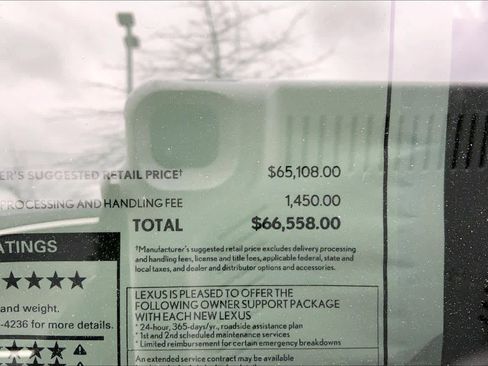 ER'S SUGGESTED RETAIL PRICE† $65,108.00
PROCESSING AND HANDLING FEE 1,450.00
TOTAL $66,558.00
†Manufacturer's suggested retail price excludes delivery processing
and handling fees, license and title fees, applicable federal, state and
local taxes, and dealer and distributor options and accessories.
ATINGS
★★★★
and weight.
-4236 for more details.
LEXUS IS PLEASED TO OFFER THE
FOLLOWING OWNER SUPPORT PACKAGE
WITH EACH NEW LEXUS
* 24-hour, 365-days/yr., roadside assistance plan
* 1st and 2nd scheduled maintenance services
* Limited reimbursement for certain emergency breakdowns
An extended service contract may be available